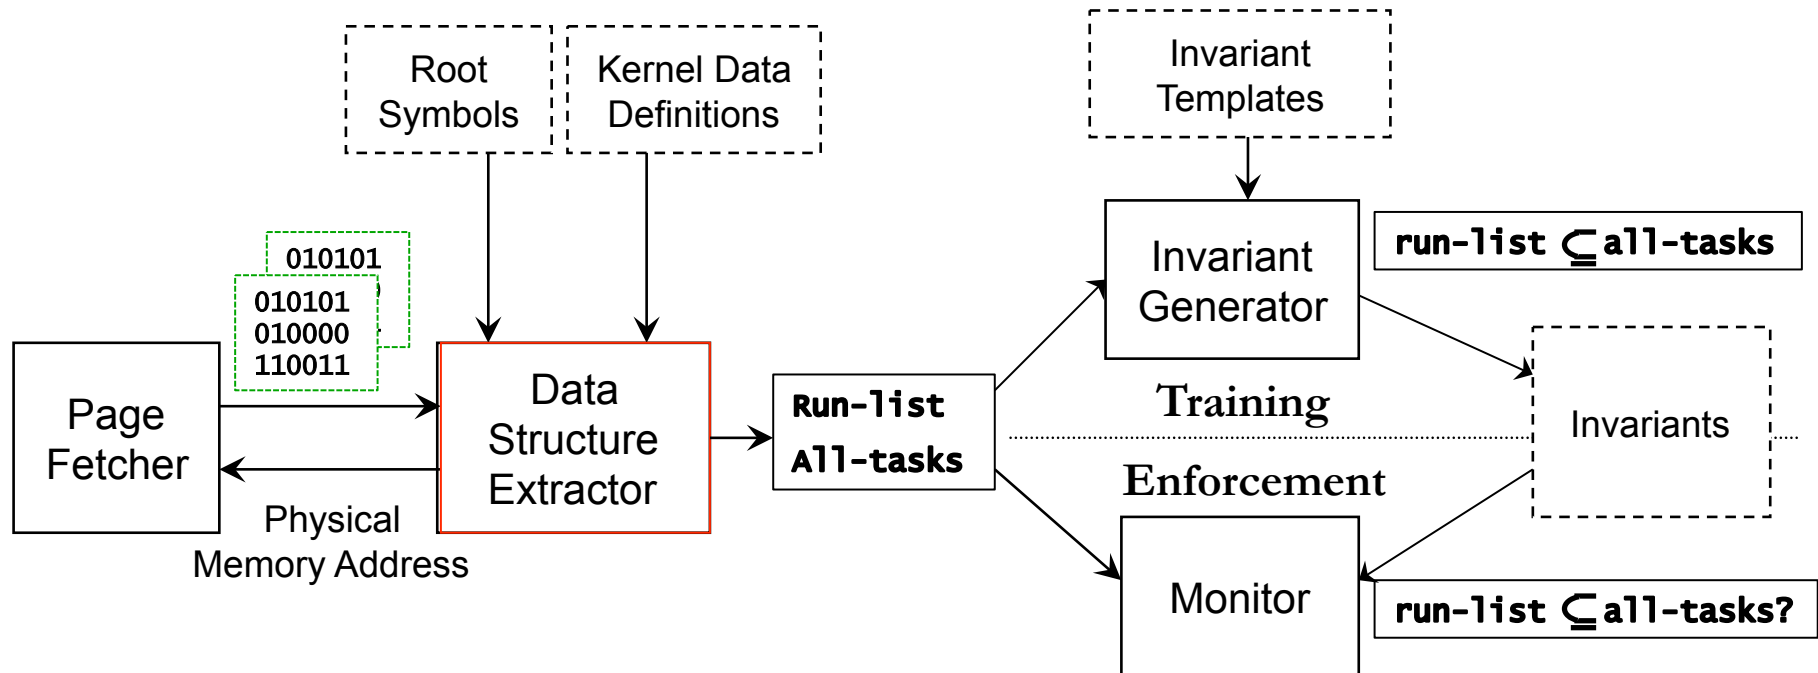 Root
Symbols
Kernel Data
Definitions
Invariant
Templates
010101
010101
010000
110011
Page
Fetcher
Physical
Memory Address
Data
Structure
Extractor
Run-list
All-tasks
Invariant
Generator
run-list ⊆ all-tasks
Training
Enforcement
Invariants
Monitor
run-list ⊆ all-tasks?